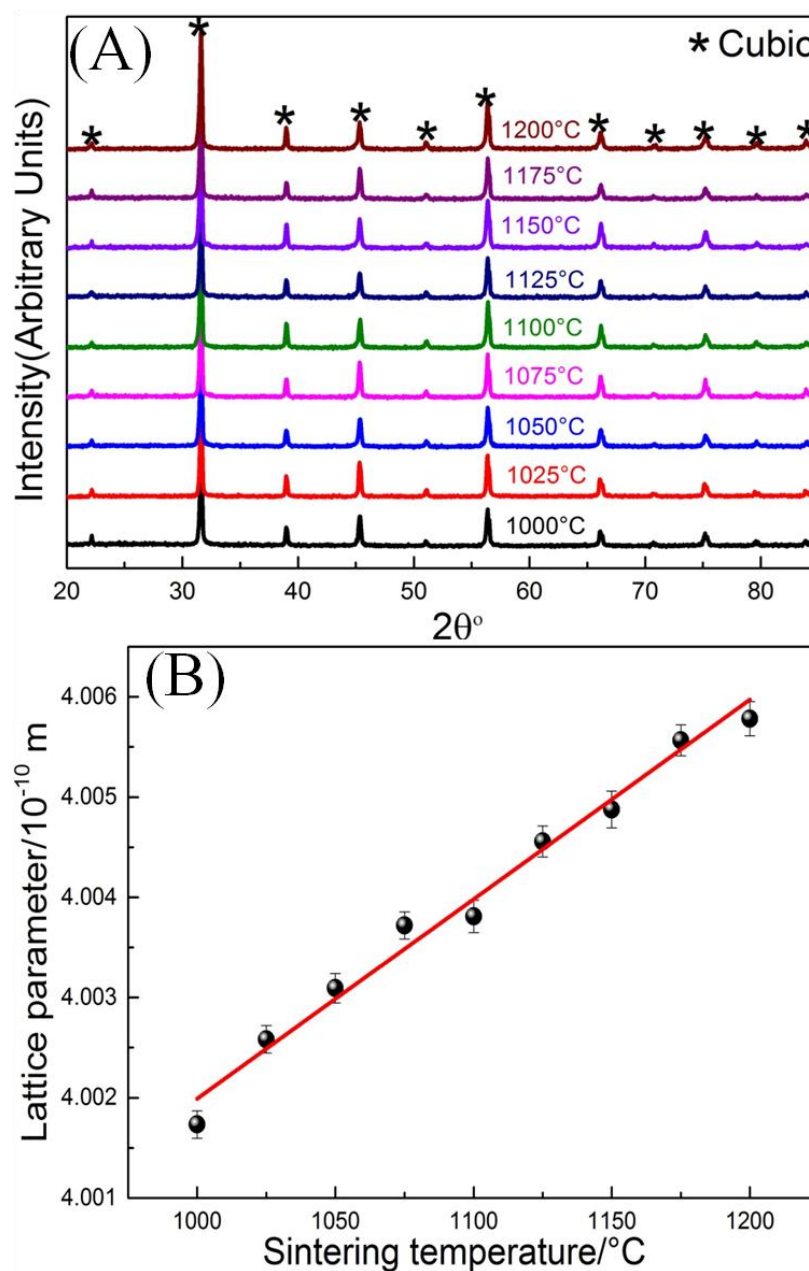 (A)
* Cubic
Intensity(Arbitrary Units)
1200°C
1175°C
1150°C
1125°C
1100°C
1075°C
1050°C
1025°C
1000°C
20 30 40 50 60 70 80
2θ°
(B)
Lattice parameter/10⁻¹⁰ m
4.006
4.005
4.004
4.003
4.002
4.001
1000 1050 1100 1150 1200
Sintering temperature/°C